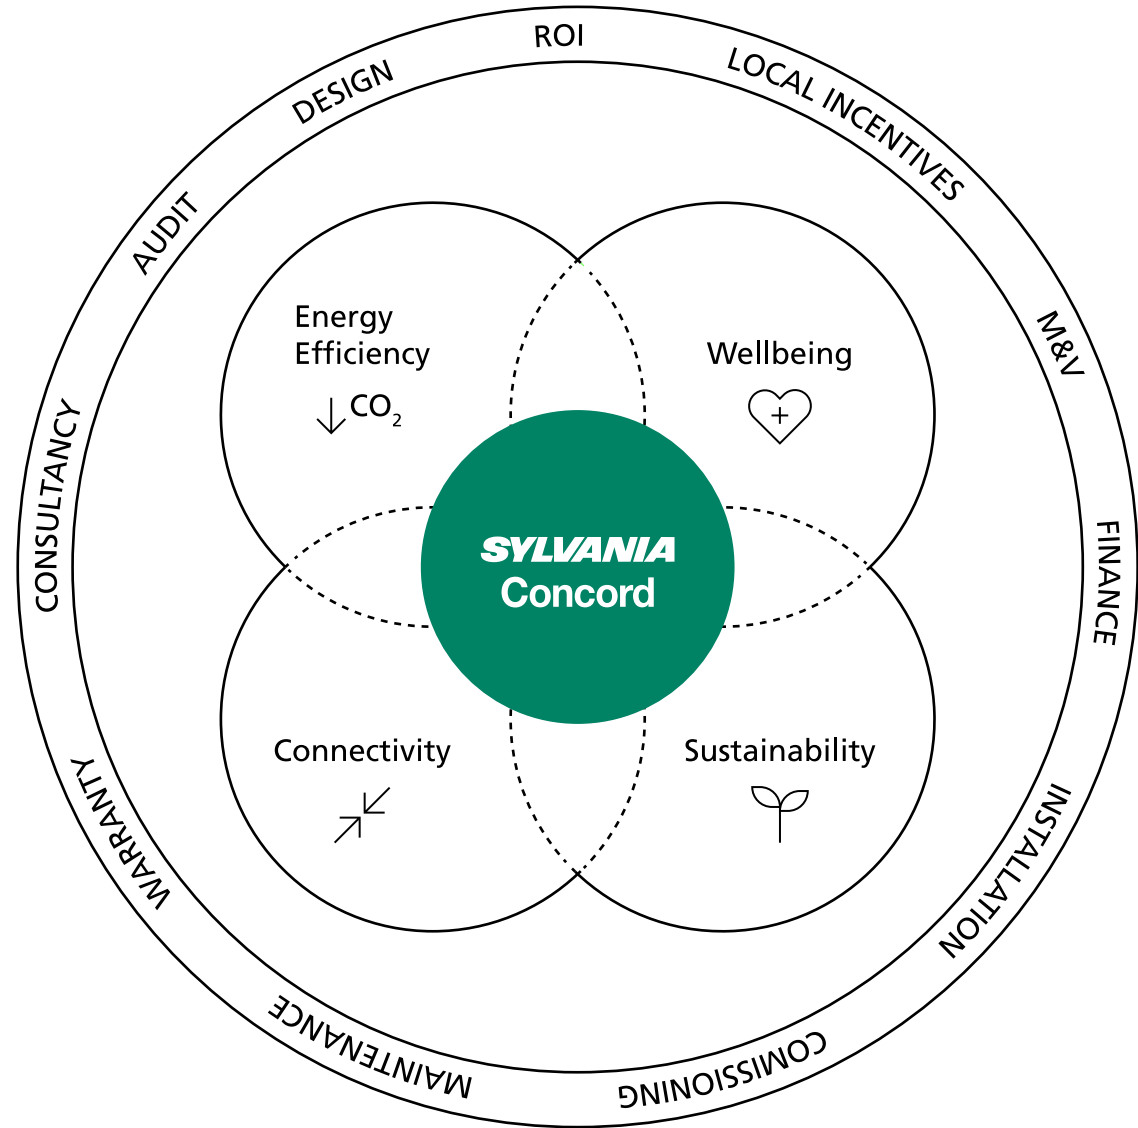 ROI
LOCAL INCENTIVES
M&V
FINANCE
INSTALLATION
COMISSIONING
MAINTENANCE
WARRANTY
CONSULTANCY
AUDIT
DESIGN
Energy
Efficiency
CO₂
Wellbeing
SYLVANIA
Concord
Connectivity
Sustainability